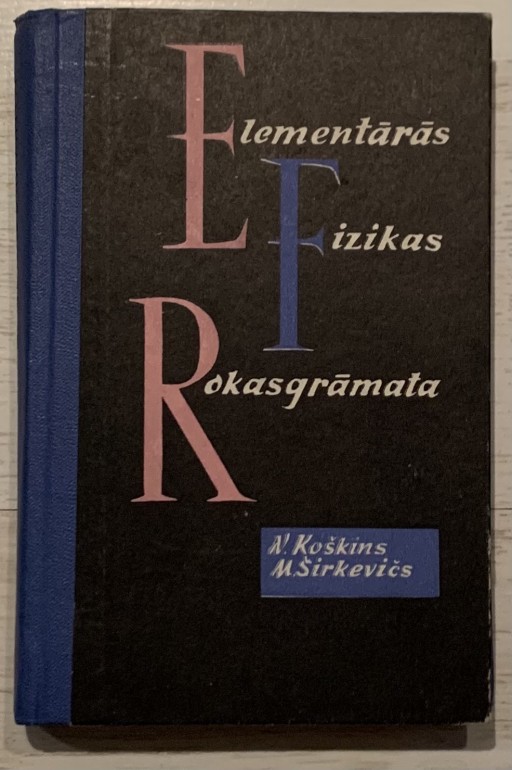 Elementārās
Fizikas
Rokasgrāmata
N. Koškins
M. Širkevičs